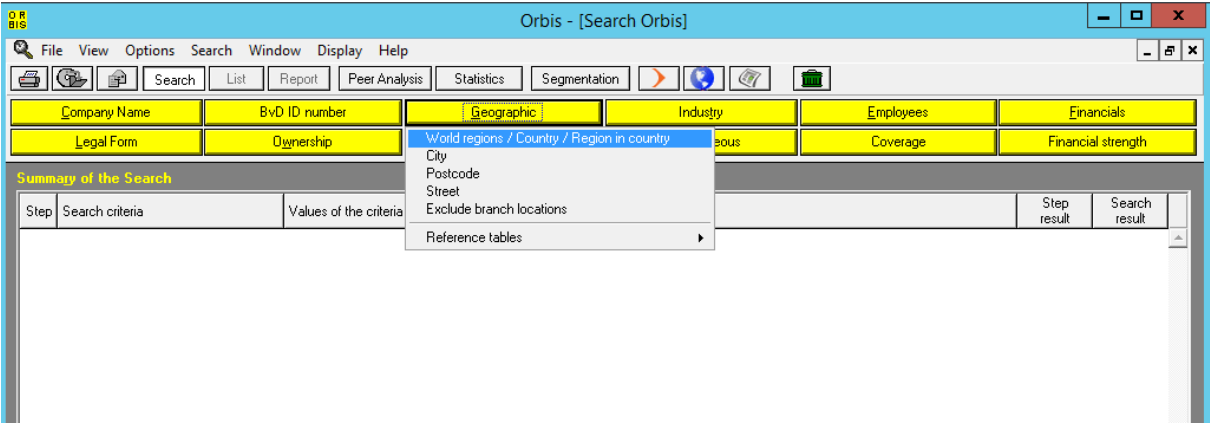 OR
BIS
Orbis - [Search Orbis]
File View Options Search Window Display Help
Search List Report Peer Analysis Statistics Segmentation
Company Name BvD ID number Geographic Industry Employees Financials
Legal Form Ownership eous Coverage Financial strength
World regions / Country / Region in country
City
Postcode
Street
Exclude branch locations
Reference tables
Summary of the Search
Step Search criteria Values of the criteria Step result Search result